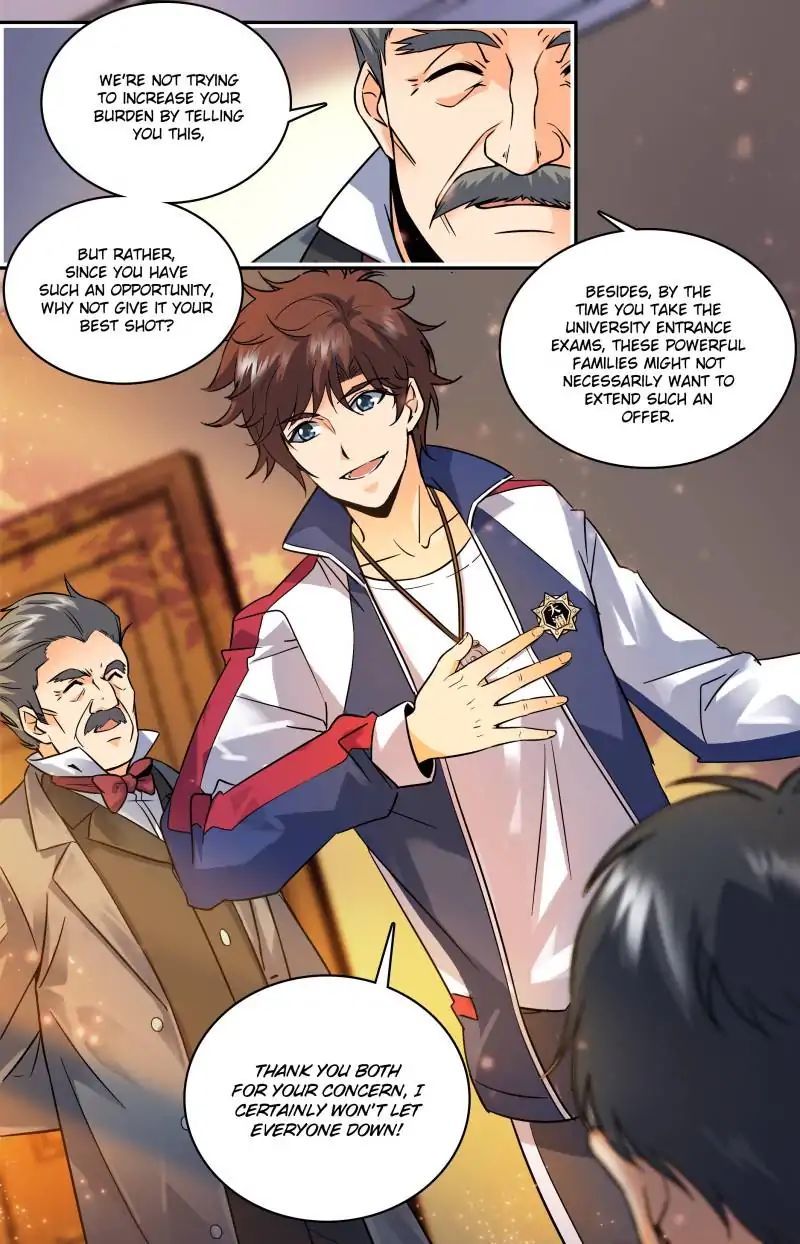 WE'RE NOT TRYING
TO INCREASE YOUR
BURDEN BY TELLING
YOU THIS,
BUT RATHER,
SINCE YOU HAVE
SUCH AN OPPORTUNITY,
WHY NOT GIVE IT YOUR
BEST SHOT?
BESIDES, BY THE
TIME YOU TAKE THE
UNIVERSITY ENTRANCE
EXAMS, THESE POWERFUL
FAMILIES MIGHT NOT
NECESSARILY WANT TO
EXTEND SUCH AN
OFFER.
THANK YOU BOTH
FOR YOUR CONCERN, I
CERTAINLY WON'T LET
EVERYONE DOWN!